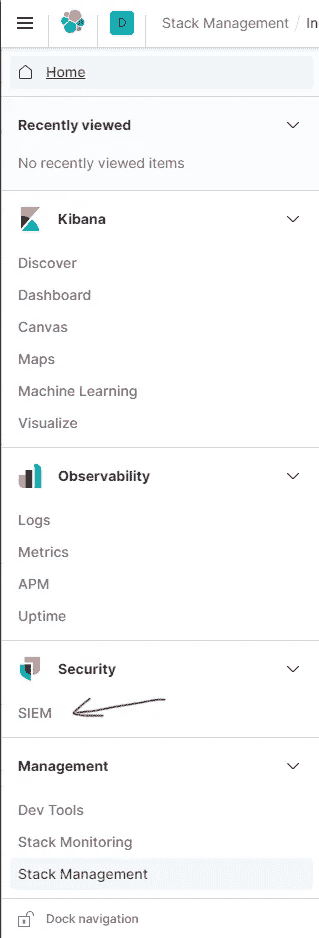 D Stack Management / In
Home
Recently viewed
No recently viewed items
Kibana
Discover
Dashboard
Canvas
Maps
Machine Learning
Visualize
Observability
Logs
Metrics
APM
Uptime
Security
SIEM
Management
Dev Tools
Stack Monitoring
Stack Management
Dock navigation